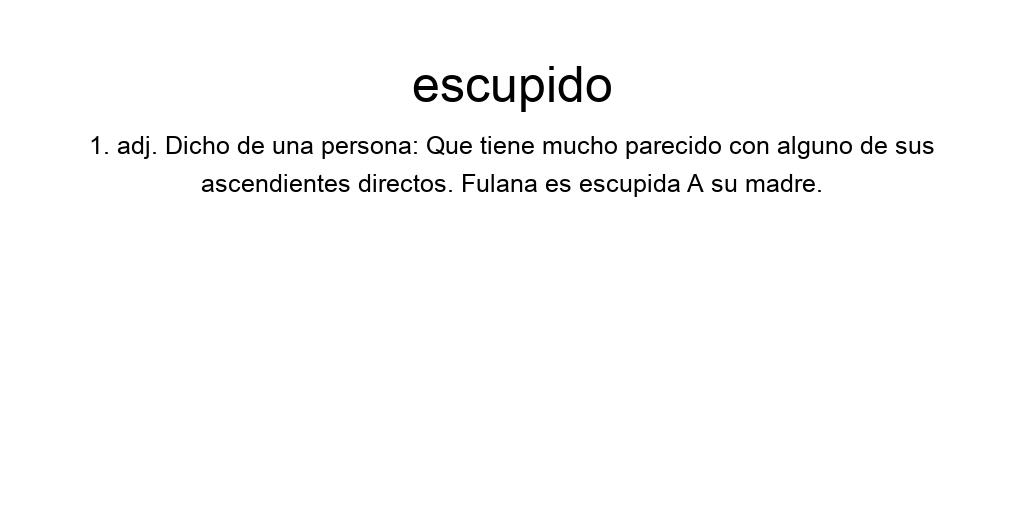 escupido
1. adj. Dicho de una persona: Que tiene mucho parecido con alguno de sus
ascendientes directos. Fulana es escupida A su madre.